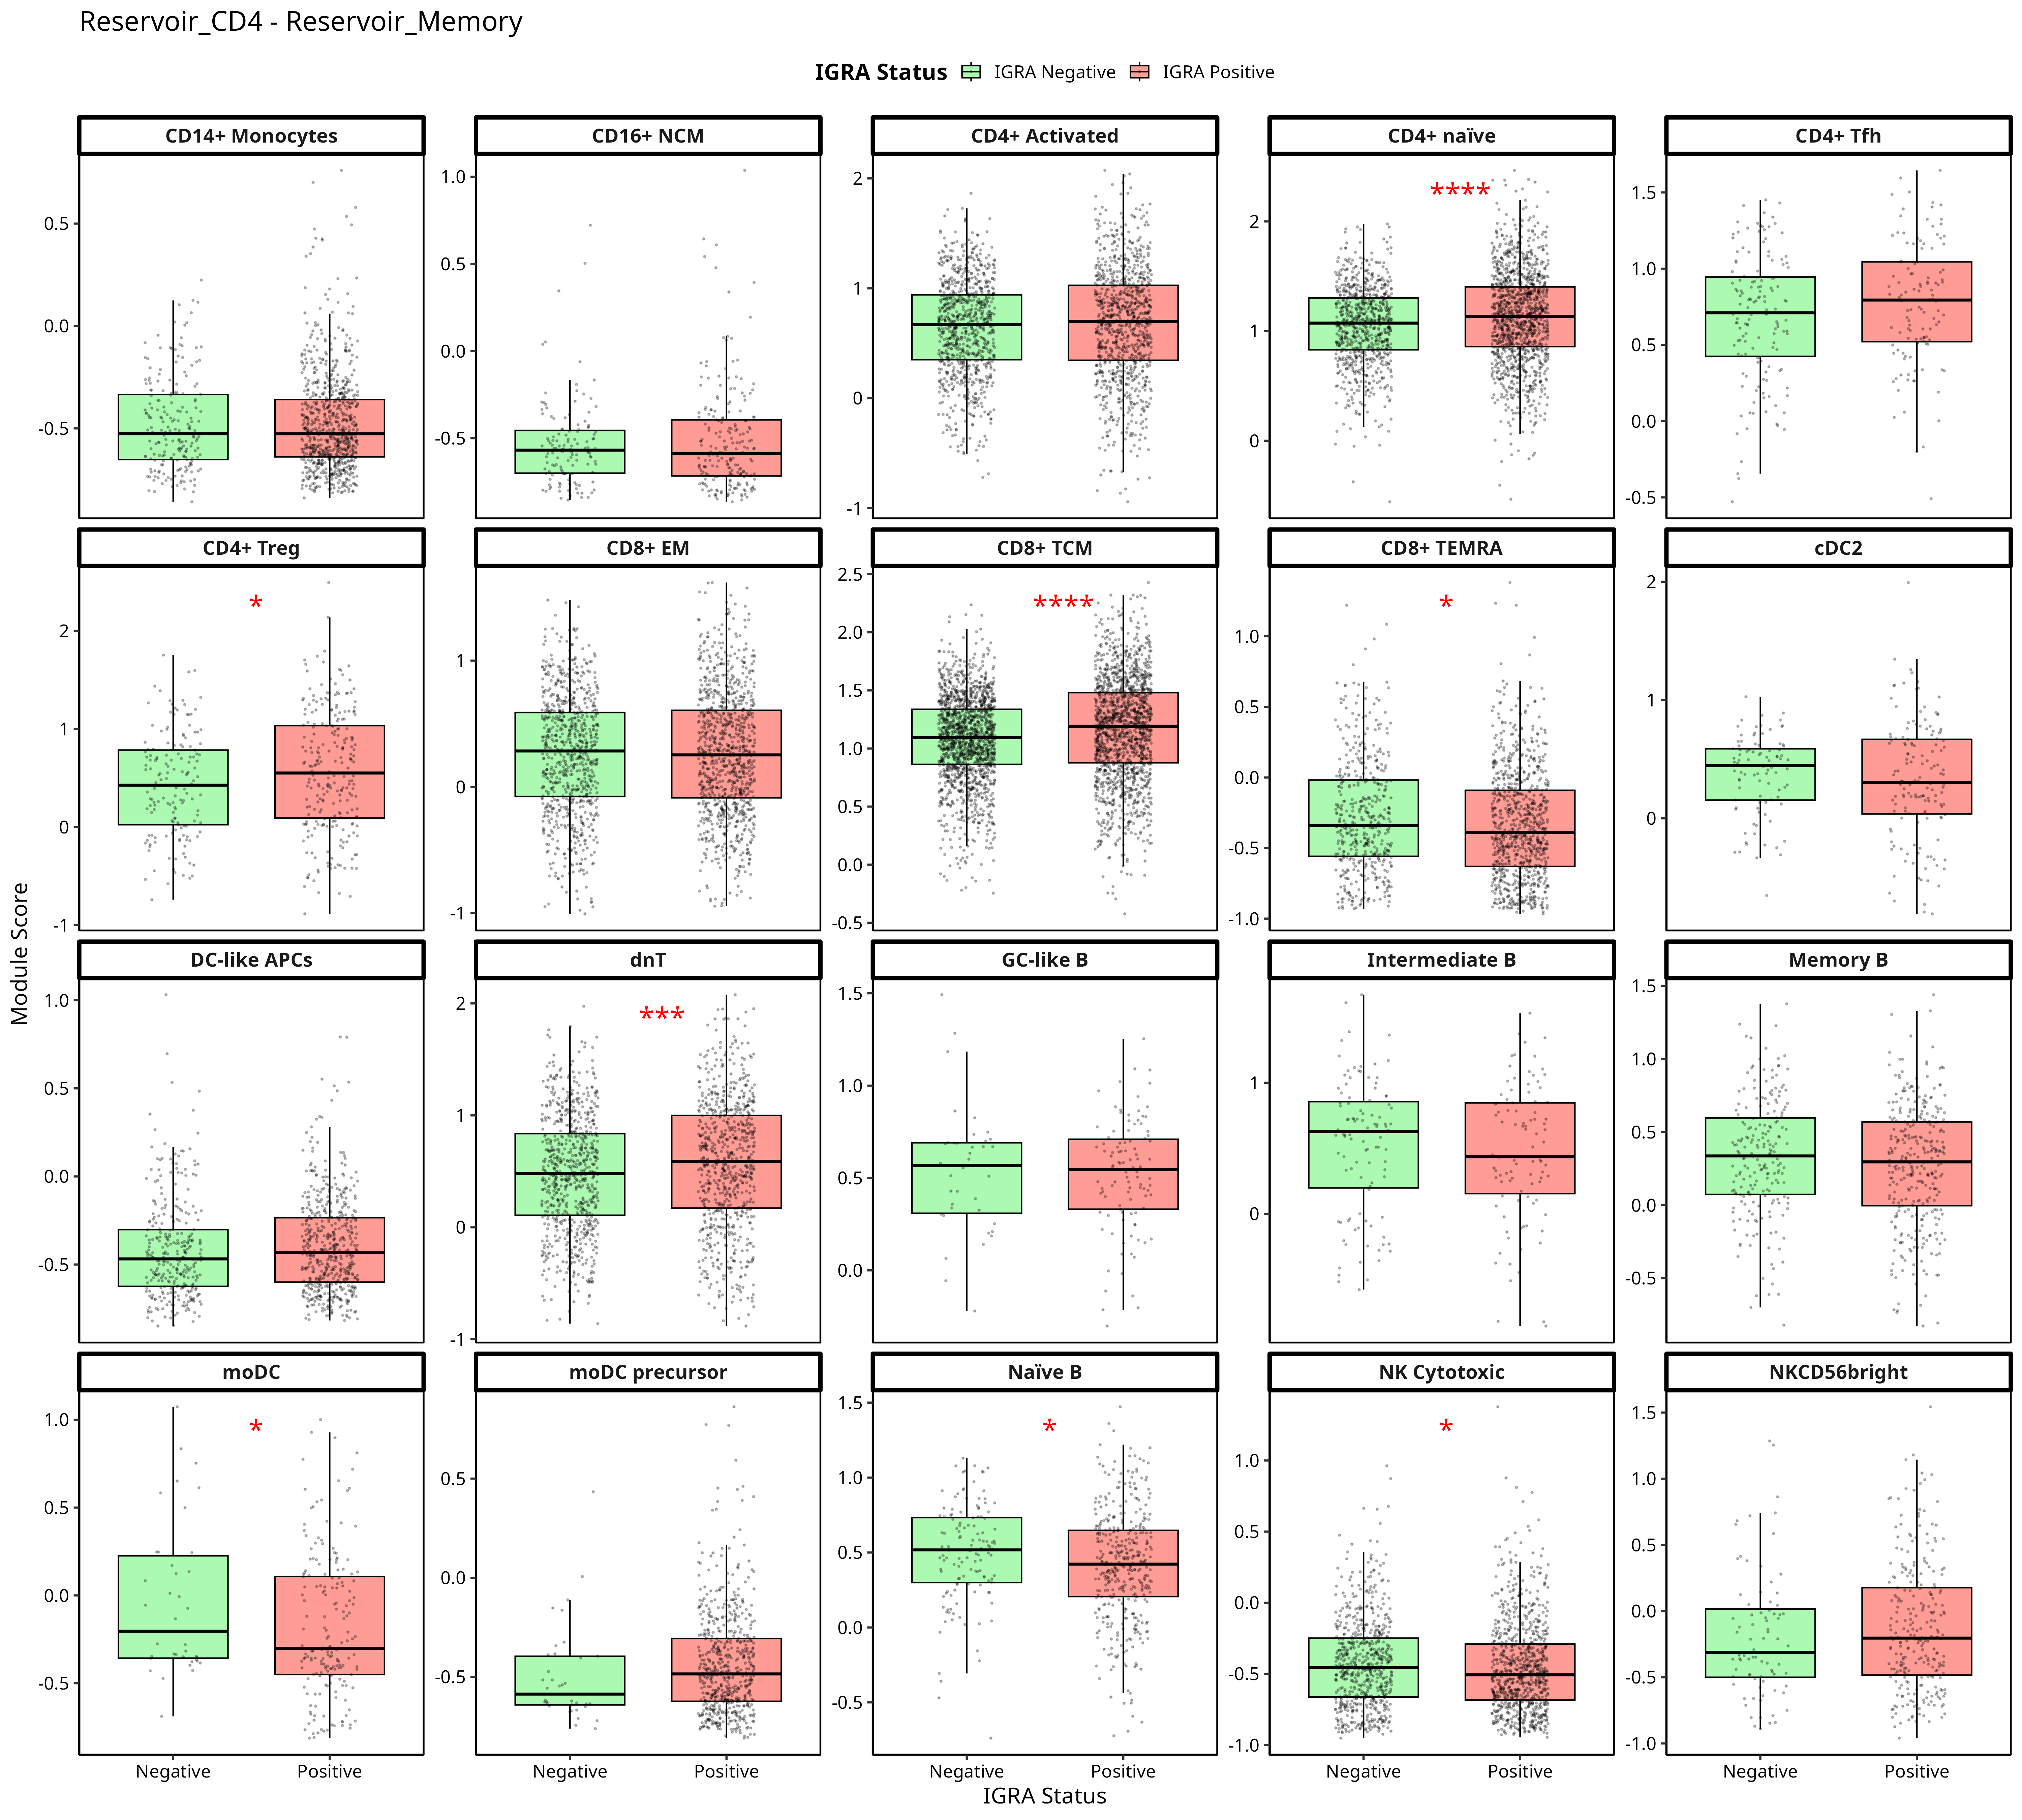 Reservoir_CD4 - Reservoir_Memory
IGRA Status IGRA Negative IGRA Positive
CD14+ Monocytes CD16+ NCM CD4+ Activated CD4+ naïve CD4+ Tfh
0.5 0.0 -0.5
1.0 0.5 0.0 -0.5
2 1 0 -1
**** 2 1 0
1.5 1.0 0.5 0.0 -0.5
CD4+ Treg CD8+ EM CD8+ TCM CD8+ TEMRA cDC2
* 2 1 0 -1
1 0 -1
**** 2.5 2.0 1.5 1.0 0.5 0.0 -0.5
* 1.0 0.5 0.0 -0.5 -1.0
2 1 0
Module Score
DC-like APCs dnT GC-like B Intermediate B Memory B
1.0 0.5 0.0 -0.5
*** 2 1 0 -1
1.5 1.0 0.5 0.0
1 0
1.5 1.0 0.5 0.0 -0.5
moDC moDC precursor Naïve B NK Cytotoxic NKCD56bright
* 1.0 0.5 0.0 -0.5
0.5 0.0 -0.5
* 1.5 1.0 0.5 0.0 -0.5
* 1.0 0.5 0.0 -0.5 -1.0
1.5 1.0 0.5 0.0 -0.5 -1.0
Negative Positive Negative Positive Negative Positive Negative Positive Negative Positive
IGRA Status